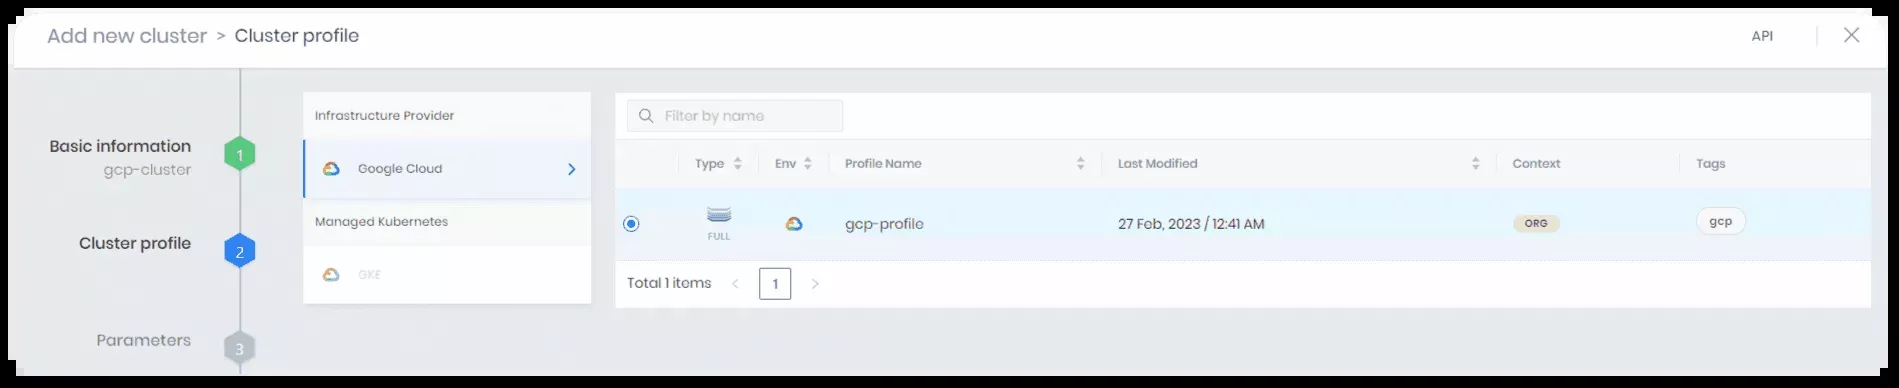 Add new cluster > Cluster profile
API
Basic information
gcp-cluster
1
Cluster profile
2
Parameters
3
Infrastructure Provider
Google Cloud
Managed Kubernetes
GKE
Filter by name
Type Env Profile Name Last Modified Context Tags
FULL gcp-profile 27 Feb, 2023 / 12:41 AM ORG gcp
Total 1 items < 1 >